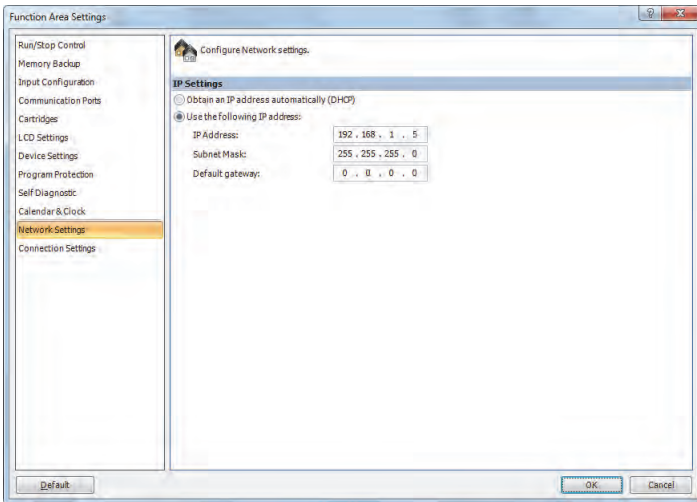 Function Area Settings
Run/Stop Control
Memory Backup
Input Configuration
Communication Ports
Cartridges
LCD Settings
Device Settings
Program Protection
Self Diagnostic
Calendar & Clock
Network Settings
Connection Settings
Configure Network settings.
IP Settings
Obtain an IP address automatically (DHCP)
Use the following IP address:
IP Address: 192 . 168 . 1 . 5
Subnet Mask: 255 . 255 . 255 . 0
Default gateway: 0 . 0 . 0 . 0
Default OK Cancel